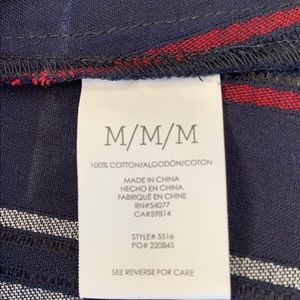 M/M/M
100% COTTON/ALGODÓN/COTON
MADE IN CHINA
HECHO EN CHINA
FABRIQUÉ EN CHINE
RN#54077
CA#59814
STYLE# 5516
PO# 220845
SEE REVERSE FOR CARE